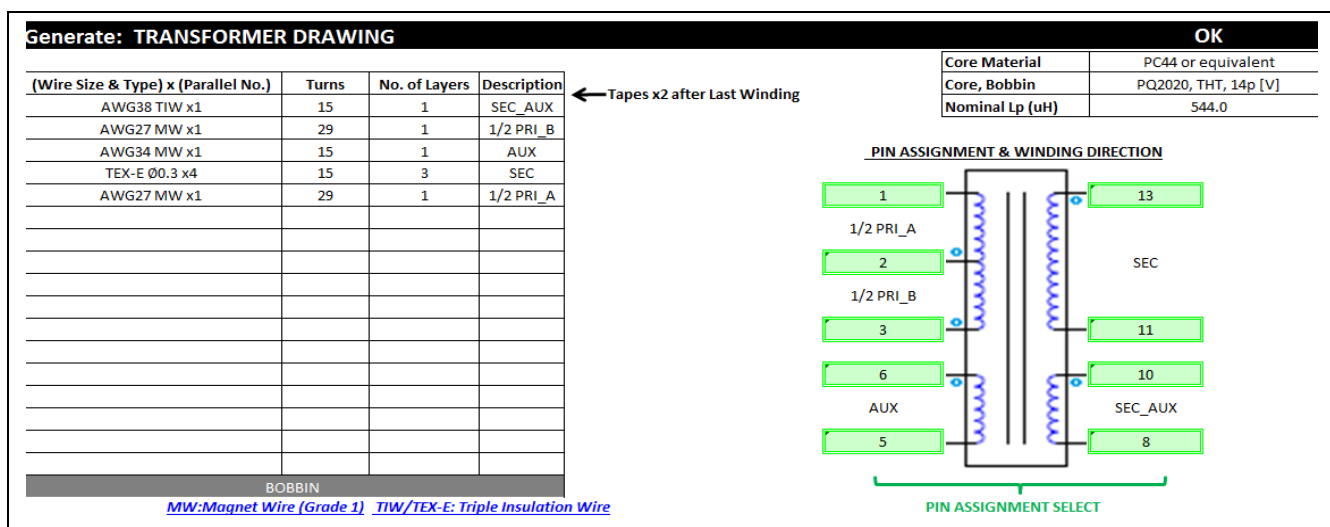 Generate: TRANSFORMER DRAWING OK
Core Material PC44 or equivalent
Core, Bobbin PQ2020, THT, 14p [V]
Nominal Lp (uH) 544.0
(Wire Size & Type) x (Parallel No.) Turns No. of Layers Description
AWG38 TIW x1 15 1 SEC_AUX
AWG27 MW x1 29 1 1/2 PRI_B
AWG34 MW x1 15 1 AUX
TEX-E Ø0.3 x4 15 3 SEC
AWG27 MW x1 29 1 1/2 PRI_A
BOBBIN
Tapes x2 after Last Winding
MW:Magnet Wire (Grade 1) TIW/TEX-E: Triple Insulation Wire
PIN ASSIGNMENT & WINDING DIRECTION
1 13
1/2 PRI_A
2 SEC
1/2 PRI_B
3 11
6 10
AUX SEC_AUX
5 8
PIN ASSIGNMENT SELECT